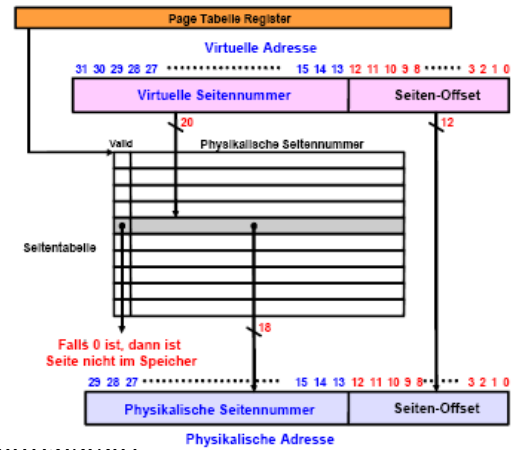 Page Tabelle Register
Virtuelle Adresse
31 30 29 28 27 ••••••••••••••••• 15 14 13 12 11 10 9 8 •••••• 3 2 1 0
Virtuelle Seitennummer Seiten-Offset
20 12
Valid Physikalische Seitennummer
Seitentabelle
18
Falls 0 ist, dann ist
Seite nicht im Speicher
29 28 27 ••••••••••••••••• 15 14 13 12 11 10 9 8 •••••• 3 2 1 0
Physikalische Seitennummer Seiten-Offset
Physikalische Adresse